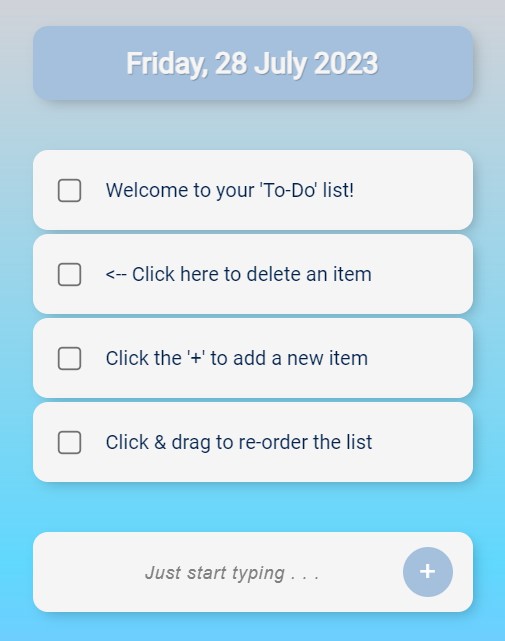 Friday, 28 July 2023
Welcome to your 'To-Do' list!
<-- Click here to delete an item
Click the '+' to add a new item
Click & drag to re-order the list
Just start typing . . .
+